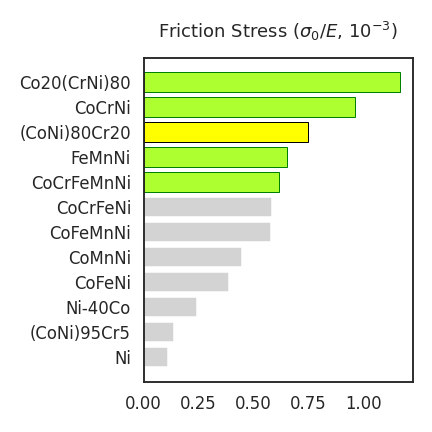 Friction Stress (σ₀/E, 10⁻³)
Co20(CrNi)80
CoCrNi
(CoNi)80Cr20
FeMnNi
CoCrFeMnNi
CoCrFeNi
CoFeMnNi
CoMnNi
CoFeNi
Ni-40Co
(CoNi)95Cr5
Ni
0.00 0.25 0.50 0.75 1.00